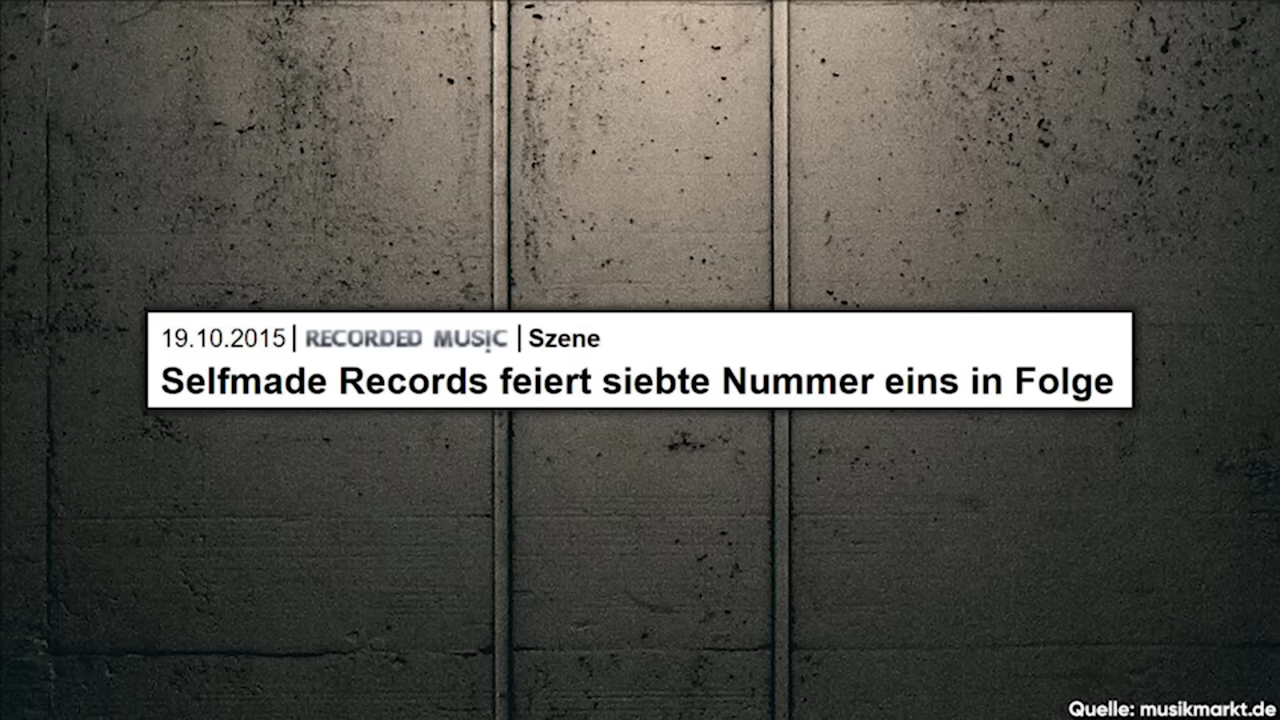 19.10.2015 | RECORDED MUSIC | Szene
Selfmade Records feiert siebte Nummer eins in Folge
Quelle: musikmarkt.de